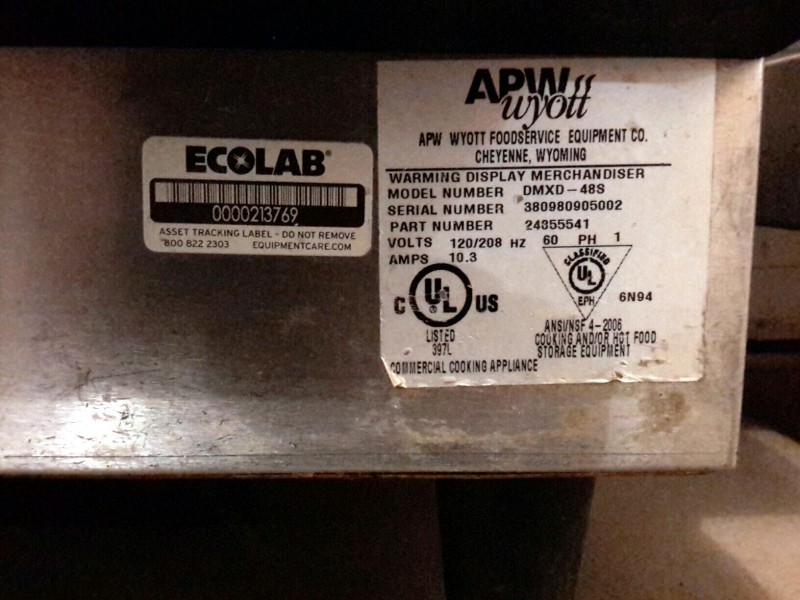 ECOLAB®
0000213769
ASSET TRACKING LABEL - DO NOT REMOVE
800 822 2303 EQUIPMENTCARE.COM
APW
wyott
APW WYOTT FOODSERVICE EQUIPMENT CO.
CHEYENNE, WYOMING
WARMING DISPLAY MERCHANDISER
MODEL NUMBER DMXD-48S
SERIAL NUMBER 380980905002
PART NUMBER 24355541
VOLTS 120/208 HZ 60 PH 1
AMPS 10.3
C UL® US
LISTED
397L
COMMERCIAL COOKING APPLIANCE
CLASSIFIED
UL
EPH
6N94
ANSI/NSF 4-2006
COOKING AND/OR HOT FOOD
STORAGE EQUIPMENT